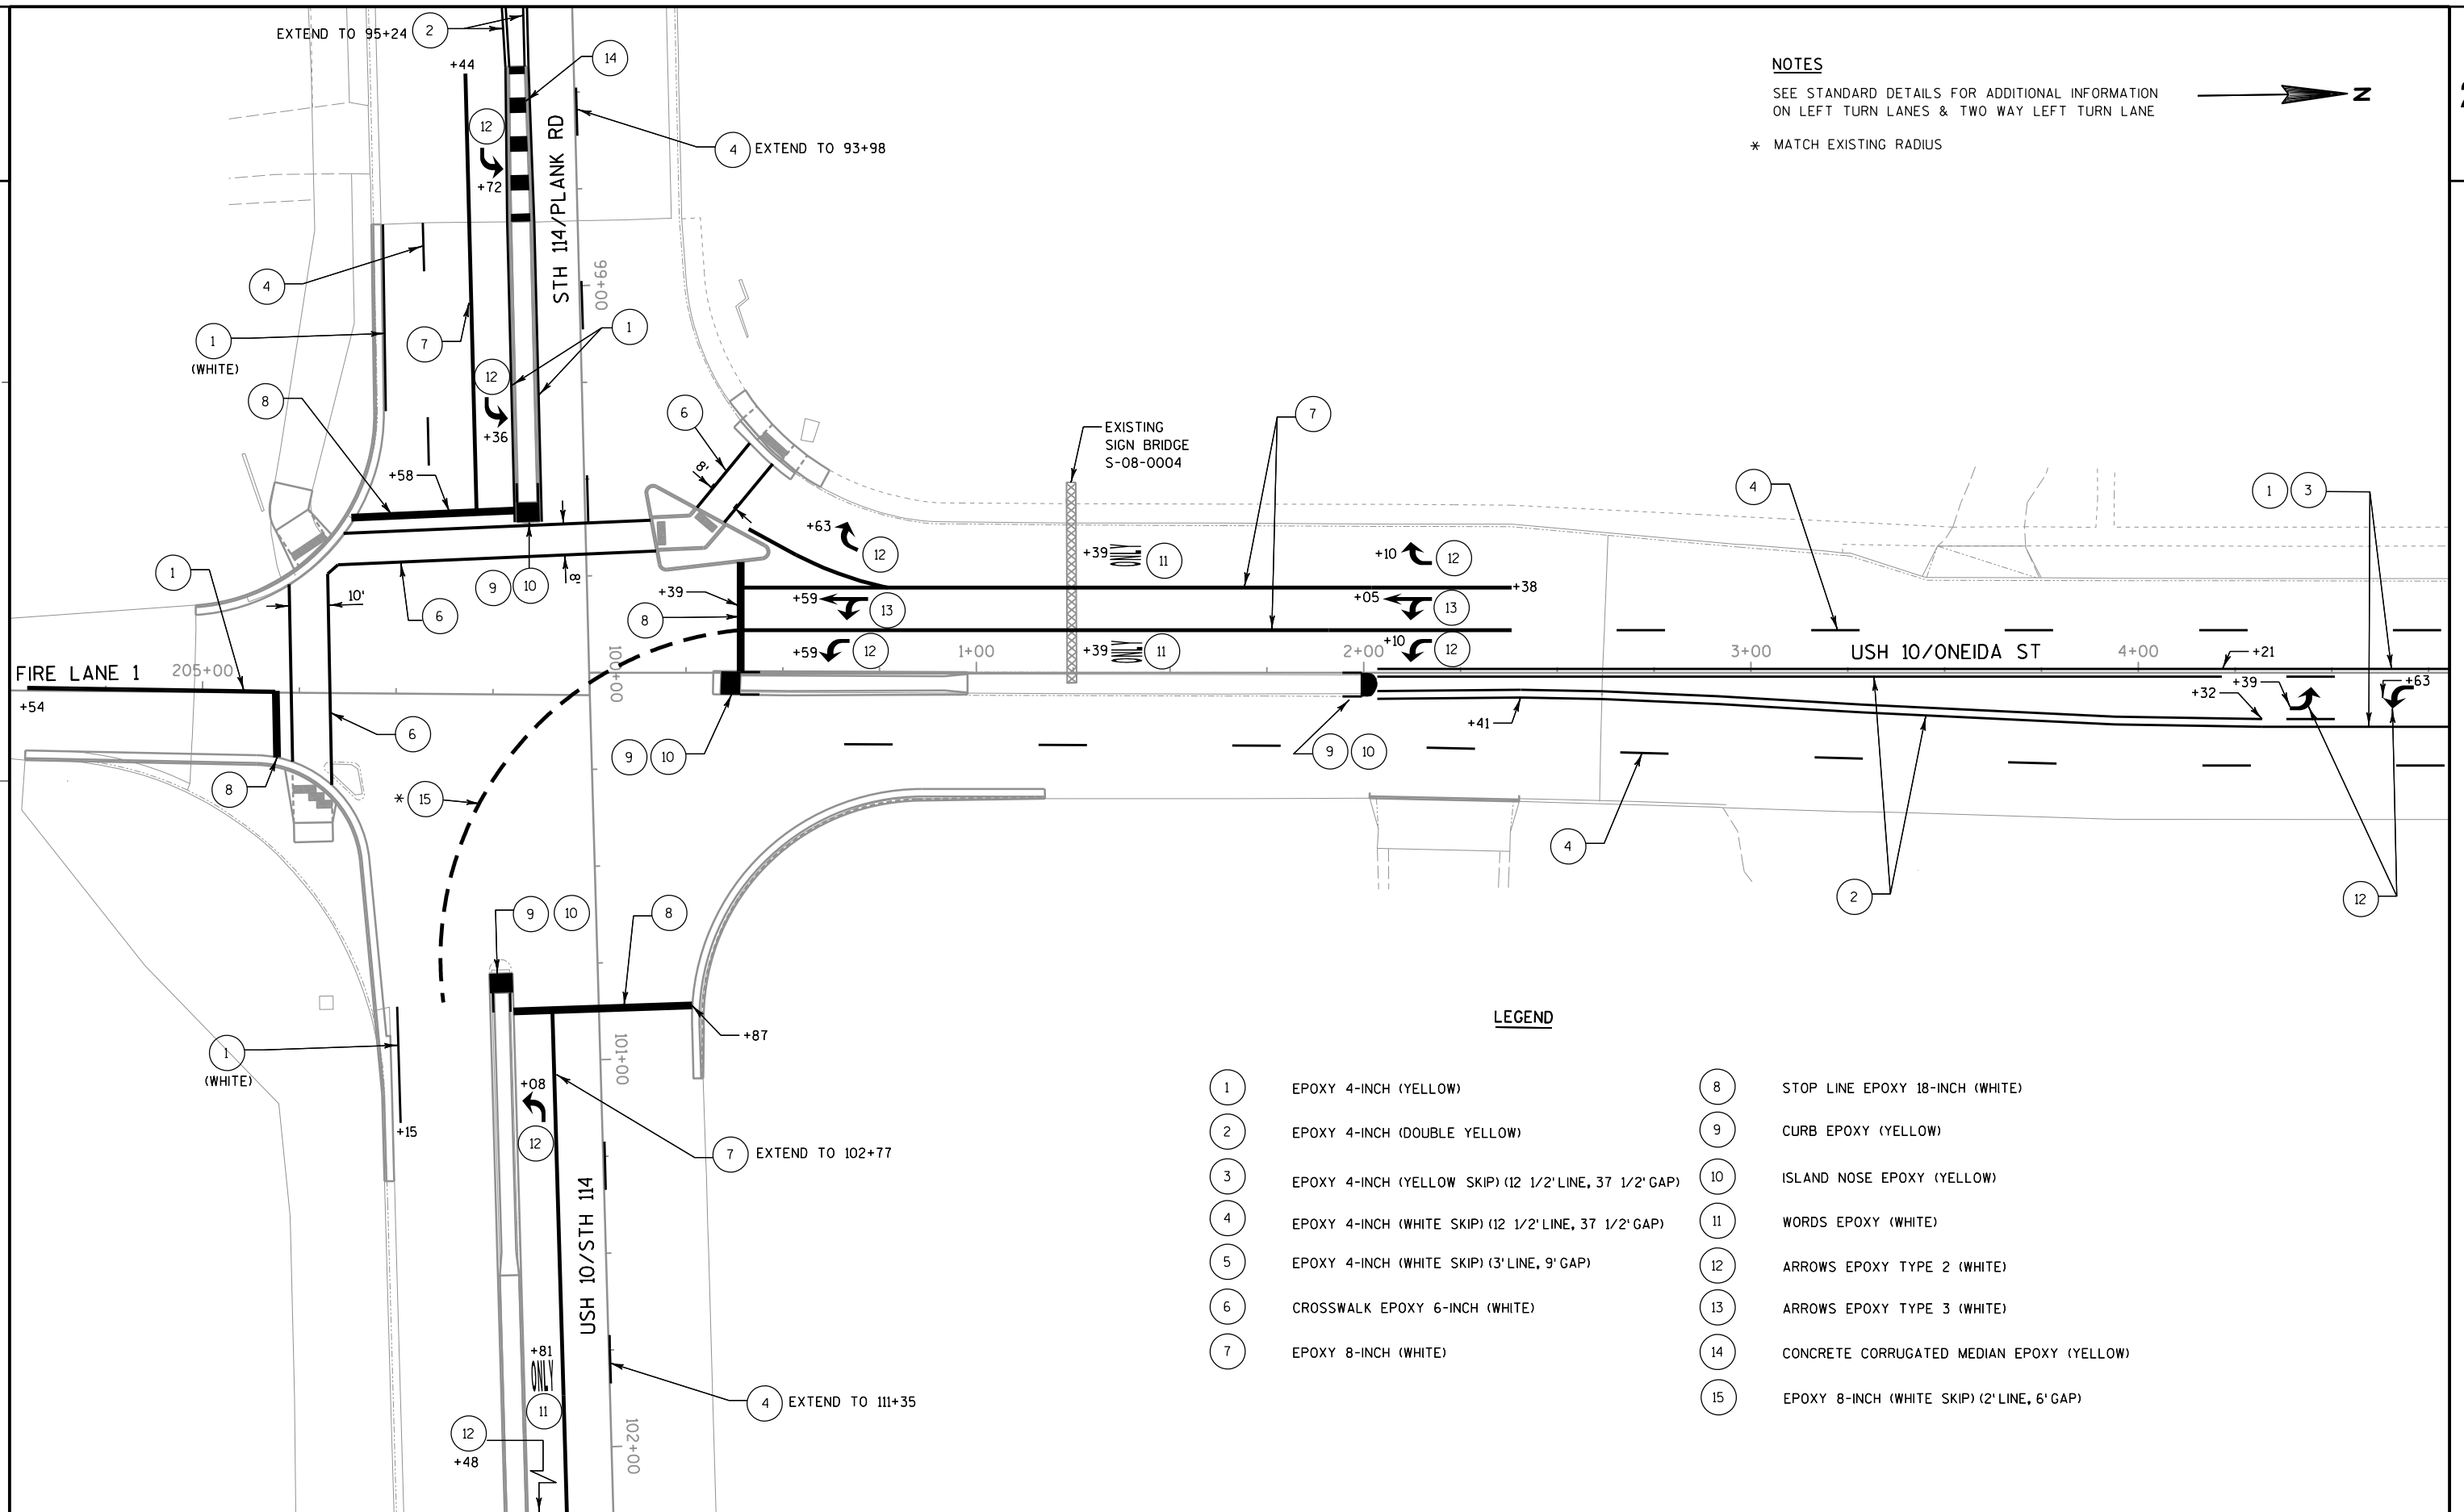 EXTEND TO 95+24
2
+44
14
12
+72
STH 114/PLANK RD
4
EXTEND TO 93+98
NOTES
SEE STANDARD DETAILS FOR ADDITIONAL INFORMATION
ON LEFT TURN LANES & TWO WAY LEFT TURN LANE
* MATCH EXISTING RADIUS
N
99+00
4
1
(WHITE)
7
1
12
+36
8
+58
6
8'
EXISTING
SIGN BRIDGE
S-08-0004
7
4
1
3
1
10'
6
9
10
8'
+63
12
+39
11
+10
12
+39
8
+59
13
+05
13
+38
+59
12
+39
11
+10
12
FIRE LANE 1
205+00
+54
100+00
1+00
2+00
3+00
USH 10/ONEIDA ST
4+00
+21
+32
+39
+63
6
8
9
10
+41
9
10
* 15
4
2
12
9
10
8
+87
1
(WHITE)
+15
101+00
+08
12
7
EXTEND TO 102+77
USH 10/STH 114
+81
ONLY
11
4
EXTEND TO 111+35
12
+48
102+00
LEGEND
1 EPOXY 4-INCH (YELLOW)
2 EPOXY 4-INCH (DOUBLE YELLOW)
3 EPOXY 4-INCH (YELLOW SKIP) (12 1/2' LINE, 37 1/2' GAP)
4 EPOXY 4-INCH (WHITE SKIP) (12 1/2' LINE, 37 1/2' GAP)
5 EPOXY 4-INCH (WHITE SKIP) (3' LINE, 9' GAP)
6 CROSSWALK EPOXY 6-INCH (WHITE)
7 EPOXY 8-INCH (WHITE)
8 STOP LINE EPOXY 18-INCH (WHITE)
9 CURB EPOXY (YELLOW)
10 ISLAND NOSE EPOXY (YELLOW)
11 WORDS EPOXY (WHITE)
12 ARROWS EPOXY TYPE 2 (WHITE)
13 ARROWS EPOXY TYPE 3 (WHITE)
14 CONCRETE CORRUGATED MEDIAN EPOXY (YELLOW)
15 EPOXY 8-INCH (WHITE SKIP) (2' LINE, 6' GAP)